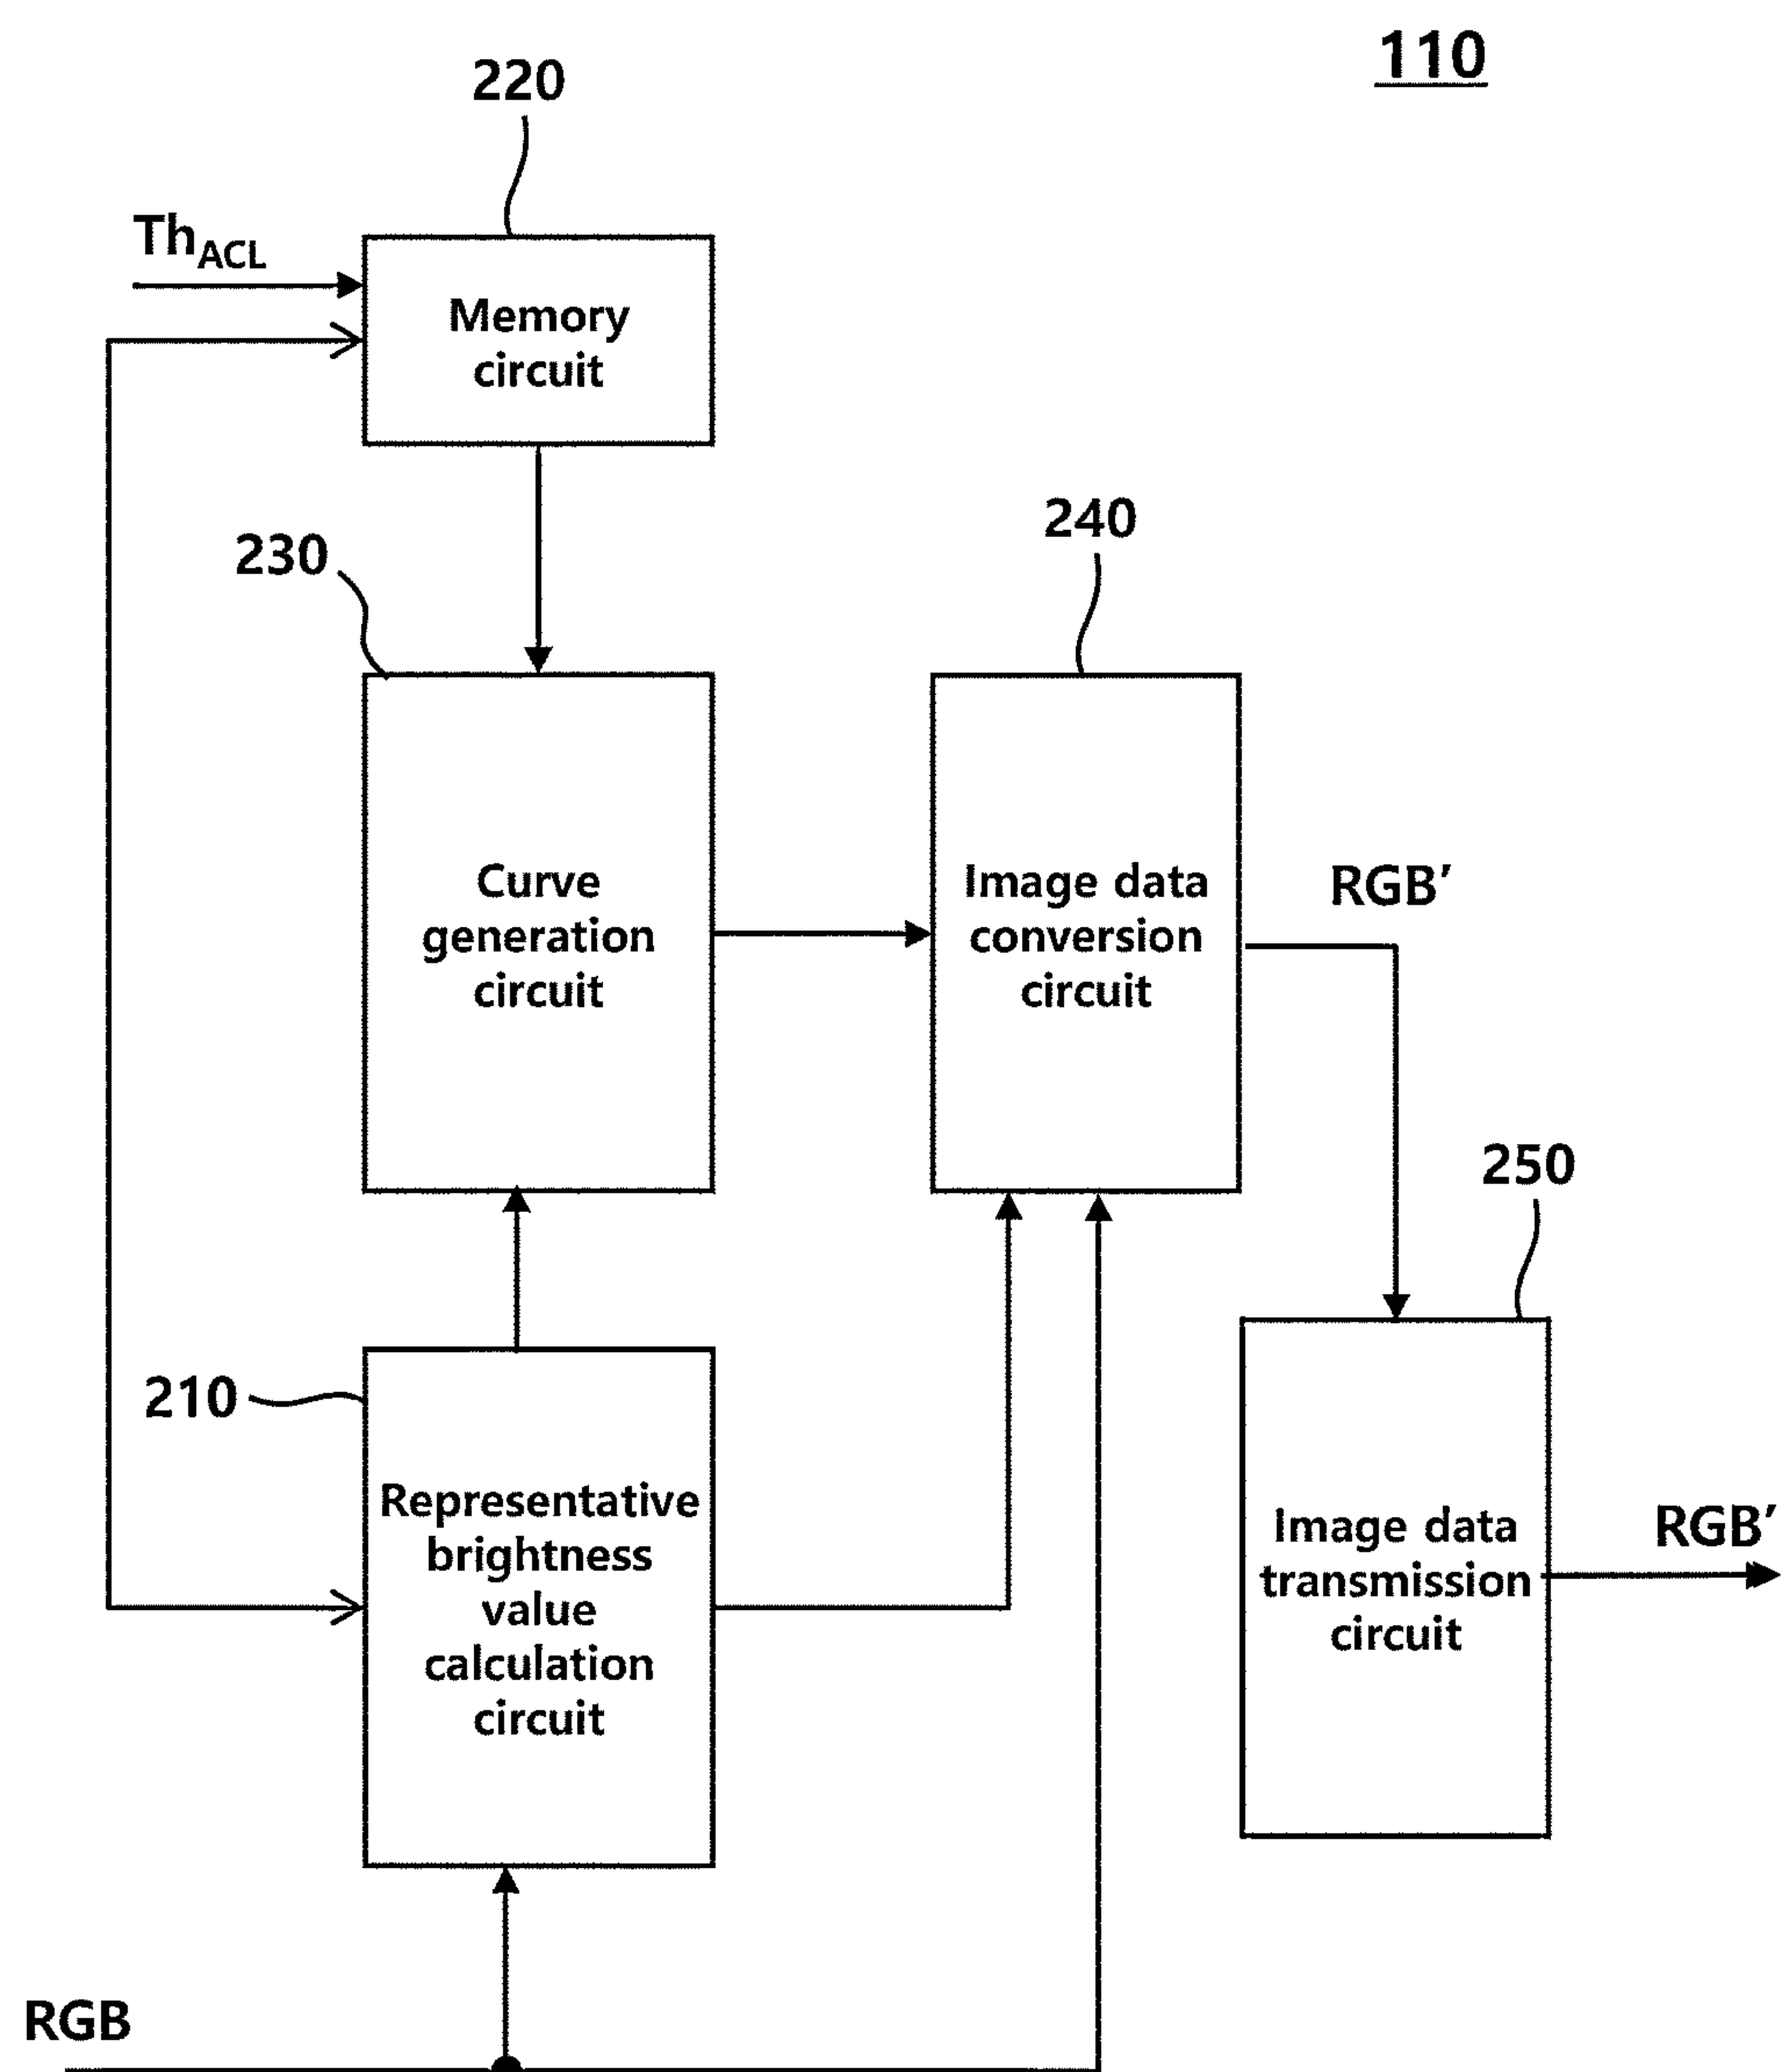 110
220
Th_ACL
Memory
circuit
240
230
Curve
generation
circuit
Image data
conversion
circuit
RGB′
250
210
Representative
brightness
value
calculation
circuit
Image data
transmission
circuit
RGB′
RGB